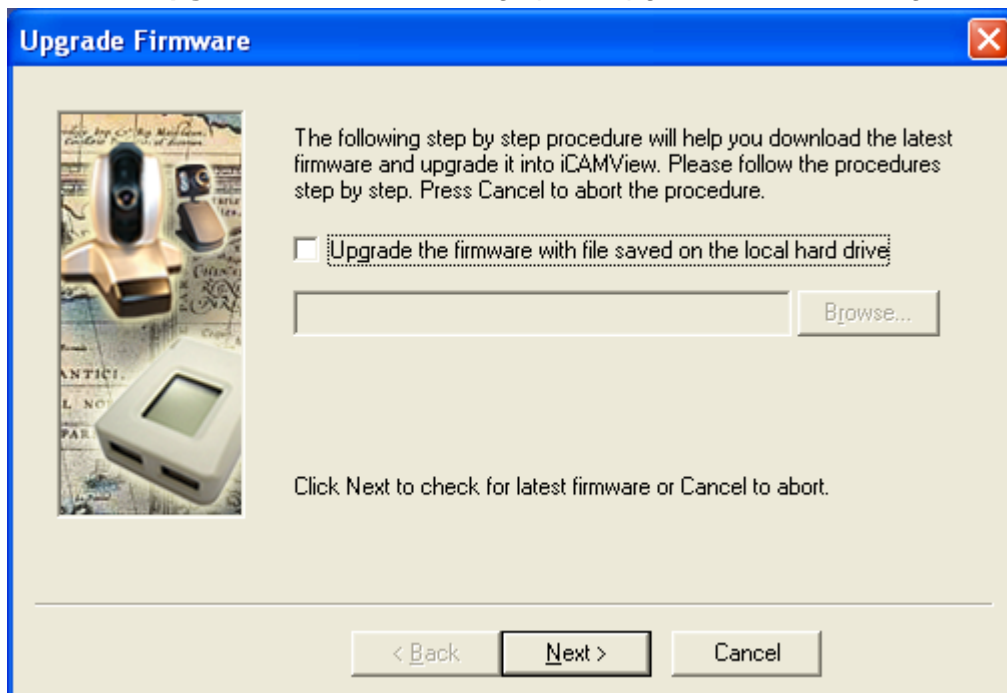 Upgrade Firmware
The following step by step procedure will help you download the latest
firmware and upgrade it into iCAMView. Please follow the procedures
step by step. Press Cancel to abort the procedure.
Upgrade the firmware with file saved on the local hard drive
Browse...
ANTICI.
L NO
PAR
Click Next to check for latest firmware or Cancel to abort.
< Back
Next >
Cancel